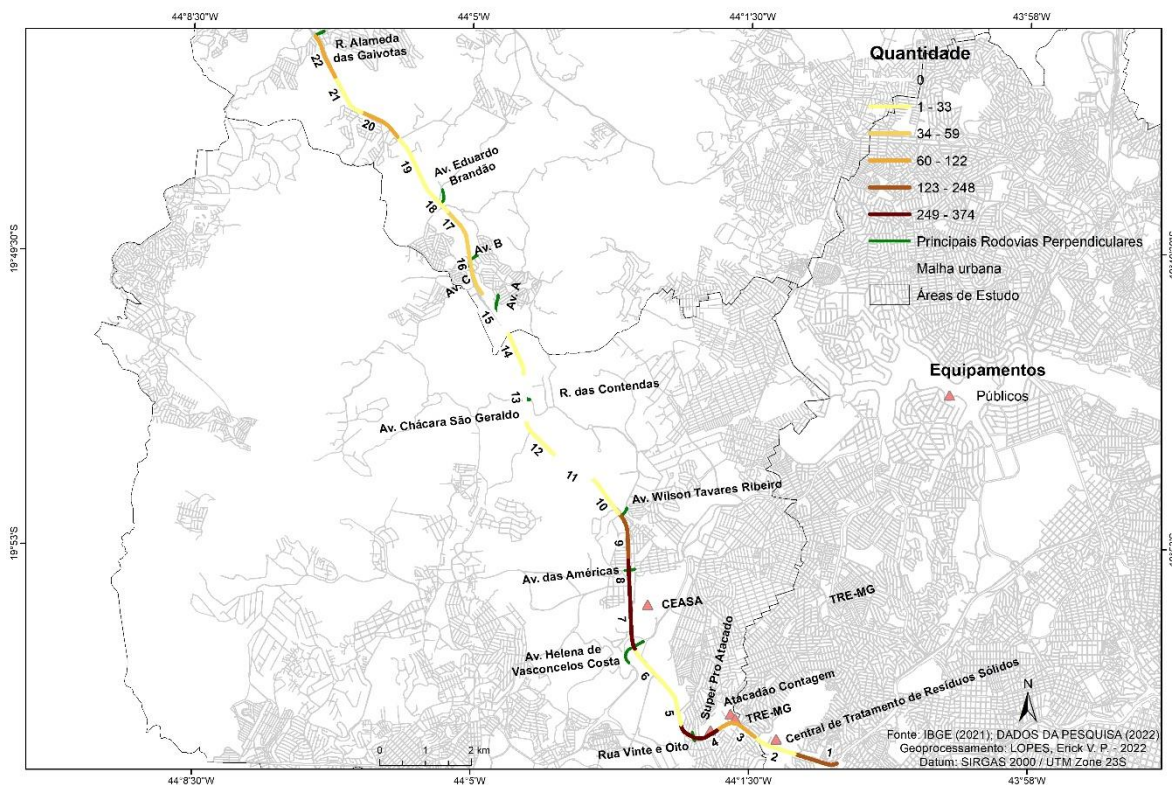 44°8'30"W
44°5'W
44°1'30"W
43°58'W
R. Alameda
das Gaivotas
22
21
20
19
Av. Eduardo
Brandão
18
17
Av. B
16
Av. C
Av. A
15
14
13
R. das Contendas
Av. Chácara São Geraldo
12
11
10
Av. Wilson Tavares Ribeiro
9
Av. das Américas
8
CEASA
7
Av. Helena de
Vasconcelos Costa
6
5
Rua Vinte e Oito
4
Super Pro Atacado
Atacadão Contagem
TRE-MG
3
TRE-MG
Central de Tratamento de Resíduos Sólidos
2
1
Quantidade
0
1 - 33
34 - 59
60 - 122
123 - 248
249 - 374
Principais Rodovias Perpendiculares
Malha urbana
Áreas de Estudo
Equipamentos
Públicos
N
Fonte: IBGE (2021); DADOS DA PESQUISA (2022)
Geoprocessamento: LOPES, Erick V. P. - 2022
Datum: SIRGAS 2000 / UTM Zone 23S
0 1 2 km
19°49'30"S
19°53'S
19°53'S
44°8'30"W
44°5'W
44°1'30"W
43°58'W